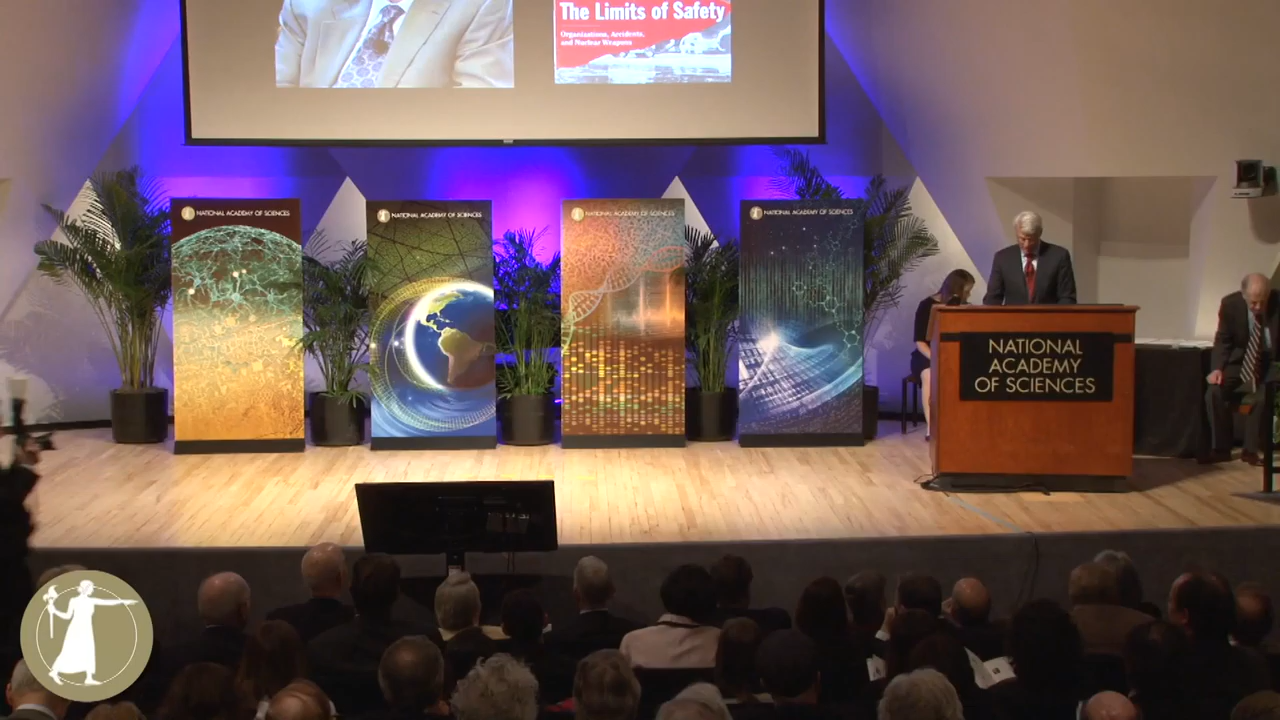 The Limits of Safety
Organizations, Accidents,
and Nuclear Weapons
NATIONAL ACADEMY OF SCIENCES
NATIONAL ACADEMY OF SCIENCES
NATIONAL ACADEMY OF SCIENCES
NATIONAL ACADEMY OF SCIENCES
NATIONAL
ACADEMY
OF SCIENCES